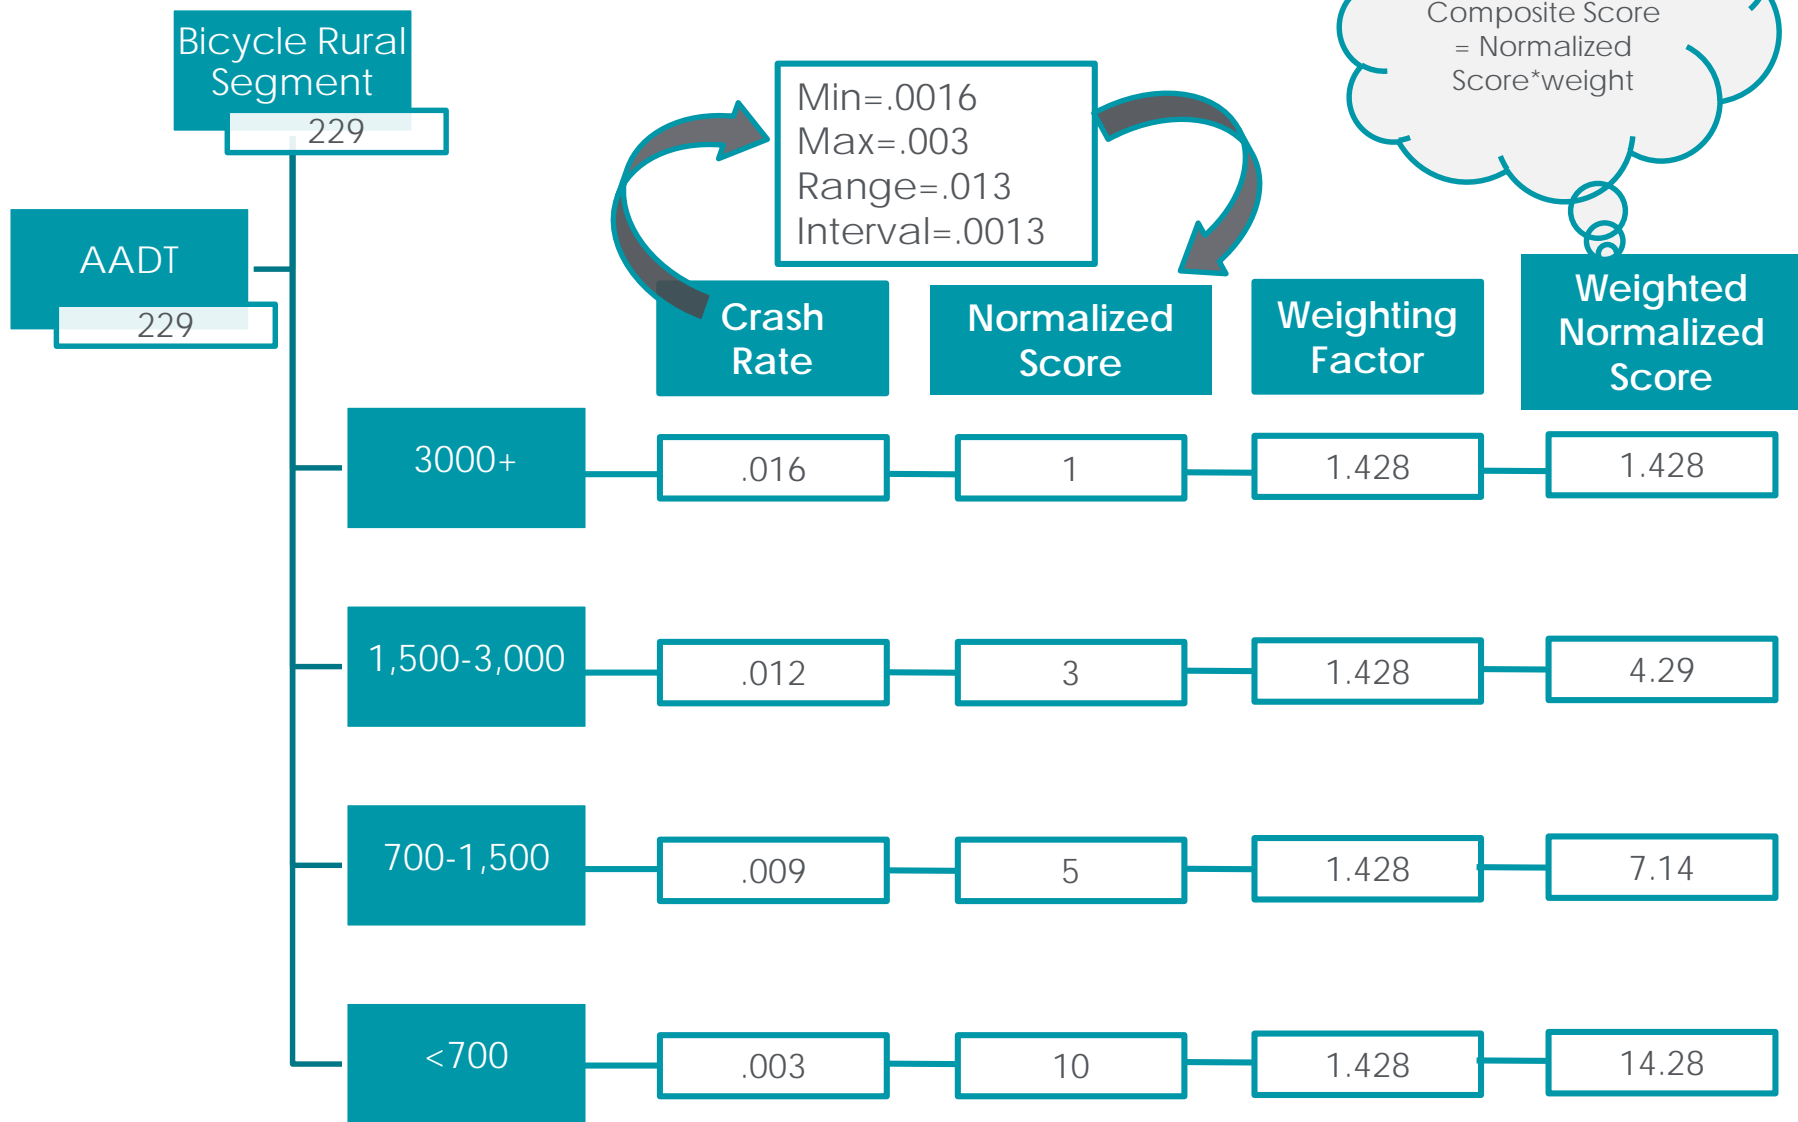 Bicycle Rural
Segment
229
AADT
229
Min=.0016
Max=.003
Range=.013
Interval=.0013
Composite Score
= Normalized
Score*weight
Crash
Rate
Normalized
Score
Weighting
Factor
Weighted
Normalized
Score
3000+
.016
1
1.428
1.428
1,500-3,000
.012
3
1.428
4.29
700-1,500
.009
5
1.428
7.14
<700
.003
10
1.428
14.28